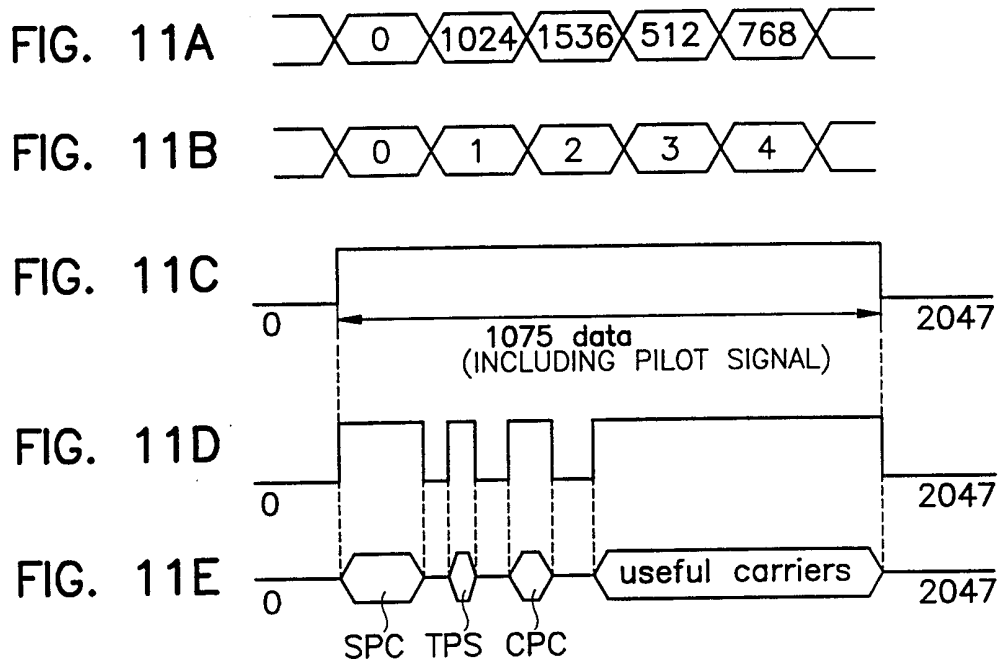 FIG. 11A 0 1024 1536 512 768
FIG. 11B 0 1 2 3 4
FIG. 11C
0 2047
1075 data
(INCLUDING PILOT SIGNAL)
FIG. 11D
0 2047
FIG. 11E useful carriers
0 2047
SPC TPS CPC